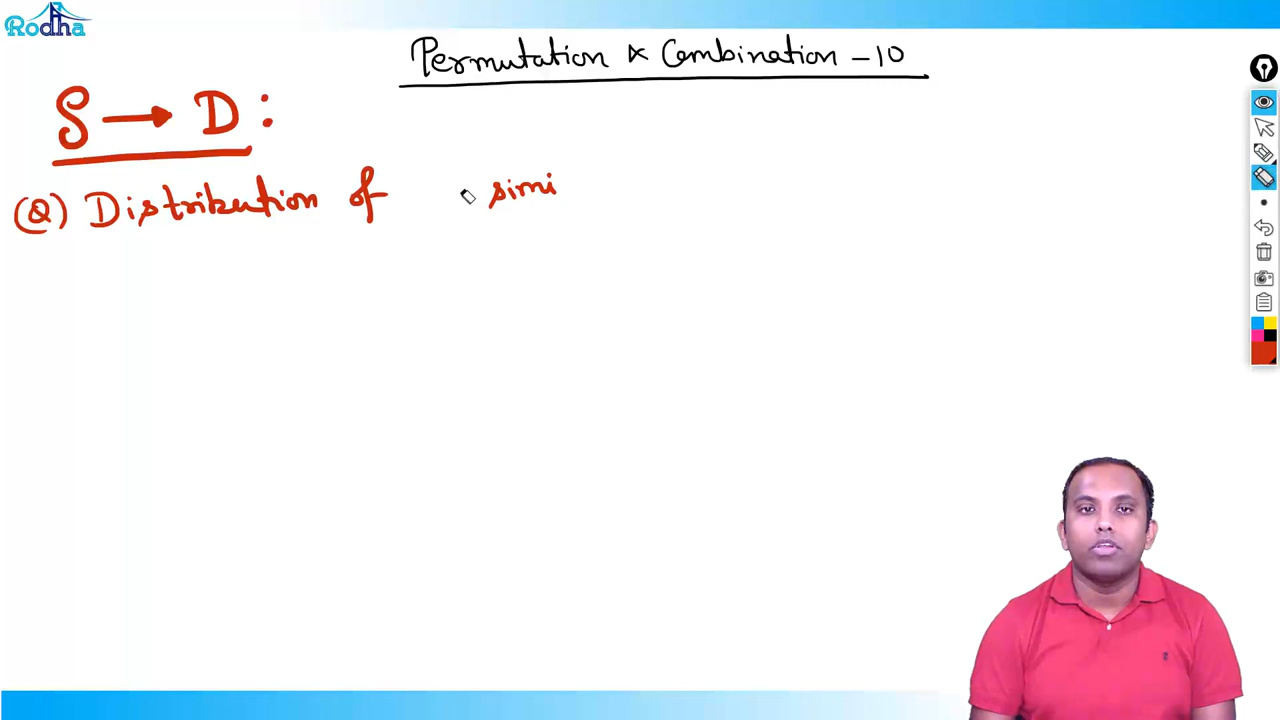 Rodha
Permutation & Combination - 10
S → D :
(Q) Distribution of simi